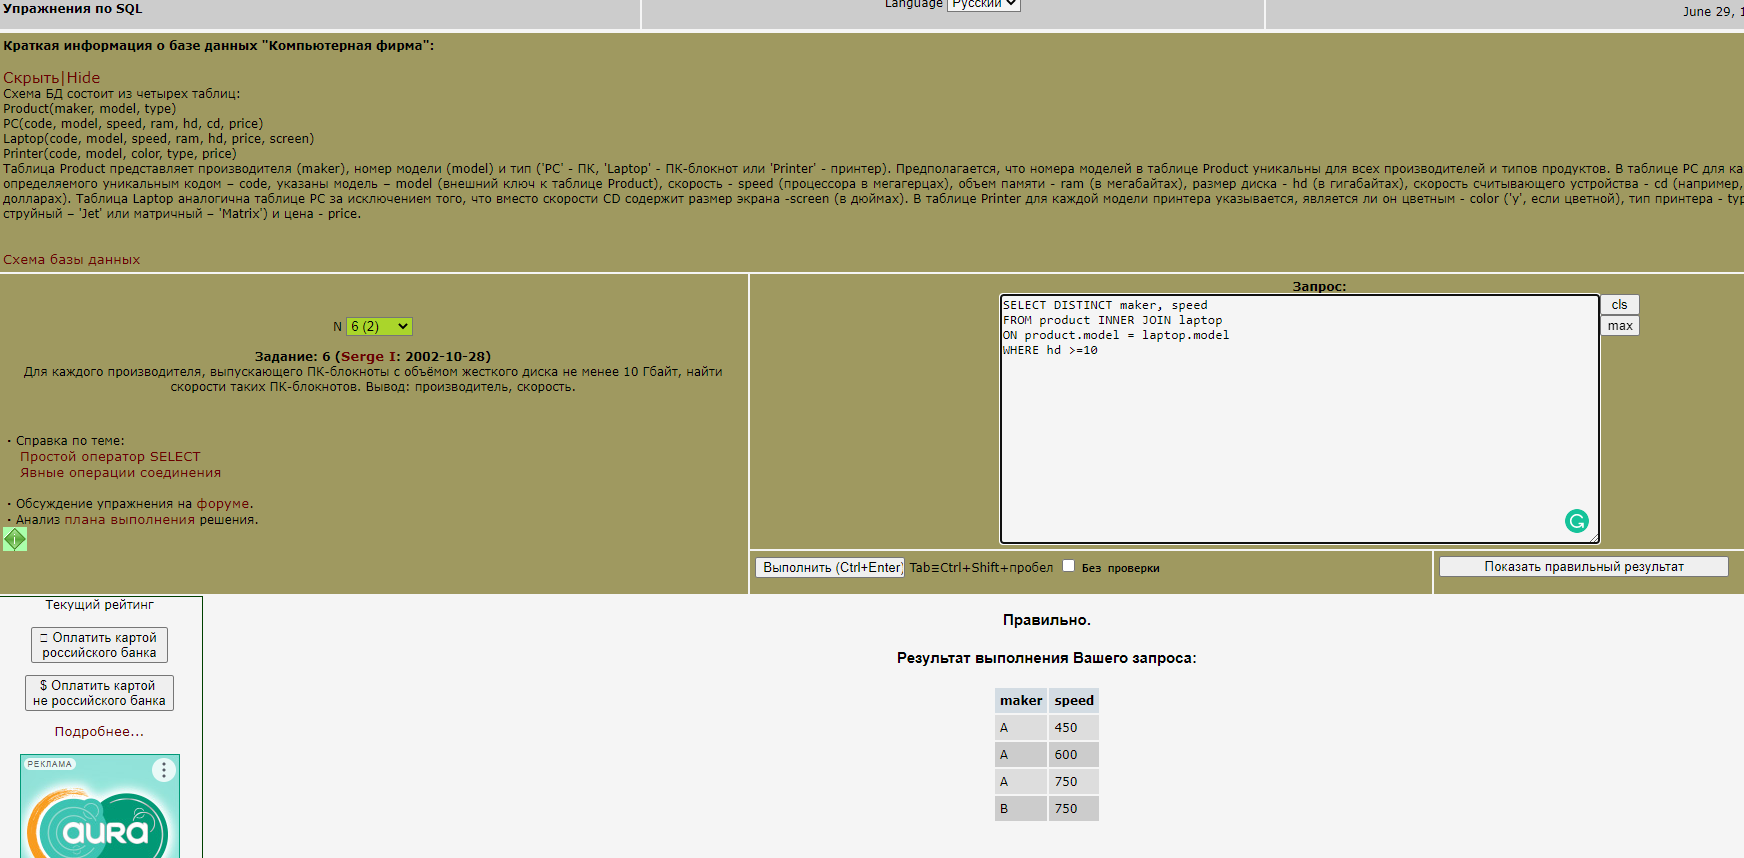 Упражнения по SQL
Language Русский
June 29, 1
Краткая информация о базе данных "Компьютерная фирма":
Скрыть|Hide
Схема БД состоит из четырех таблиц:
Product(maker, model, type)
PC(code, model, speed, ram, hd, cd, price)
Laptop(code, model, speed, ram, hd, price, screen)
Printer(code, model, color, type, price)
Таблица Product представляет производителя (maker), номер модели (model) и тип ('PC' - ПК, 'Laptop' - ПК-блокнот или 'Printer' - принтер). Предполагается, что номера моделей в таблице Product уникальны для всех производителей и типов продуктов. В таблице PC для ка
определяемого уникальным кодом – code, указаны модель – model (внешний ключ к таблице Product), скорость - speed (процессора в мегагерцах), объем памяти - ram (в мегабайтах), размер диска - hd (в гигабайтах), скорость считывающего устройства - cd (например,
долларах). Таблица Laptop аналогична таблице РС за исключением того, что вместо скорости CD содержит размер экрана -screen (в дюймах). В таблице Printer для каждой модели принтера указывается, является ли он цветным - color ('y', если цветной), тип принтера - typ
струйный – 'Jet' или матричный – 'Matrix') и цена - price.
Схема базы данных
N 6 (2)
Задание: 6 (Serge I: 2002-10-28)
Для каждого производителя, выпускающего ПК-блокноты с объёмом жесткого диска не менее 10 Гбайт, найти
скорости таких ПК-блокнотов. Вывод: производитель, скорость.
· Справка по теме:
Простой оператор SELECT
Явные операции соединения
· Обсуждение упражнения на форуме.
· Анализ плана выполнения решения.
Запрос:
SELECT DISTINCT maker, speed
FROM product INNER JOIN laptop
ON product.model = laptop.model
WHERE hd >=10
cls
max
Выполнить (Ctrl+Enter) Tab≡Ctrl+Shift+пробел Без проверки
Показать правильный результат
Текущий рейтинг
Оплатить картой
российского банка
$ Оплатить картой
не российского банка
Подробнее...
РЕКЛАМА
aura
Правильно.
Результат выполнения Вашего запроса:
maker speed
A 450
A 600
A 750
B 750